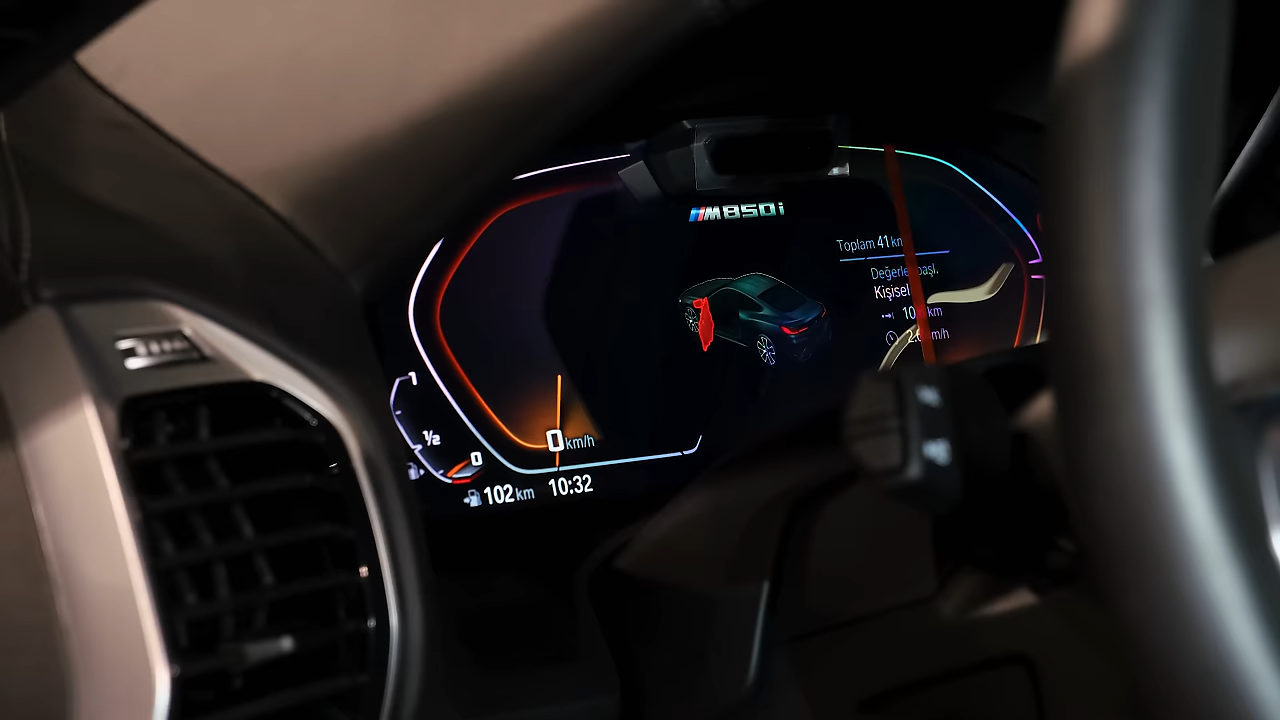 M850i
Toplam 41 km
Kişisel
1
1/2
0
0 km/h
102 km 10:32